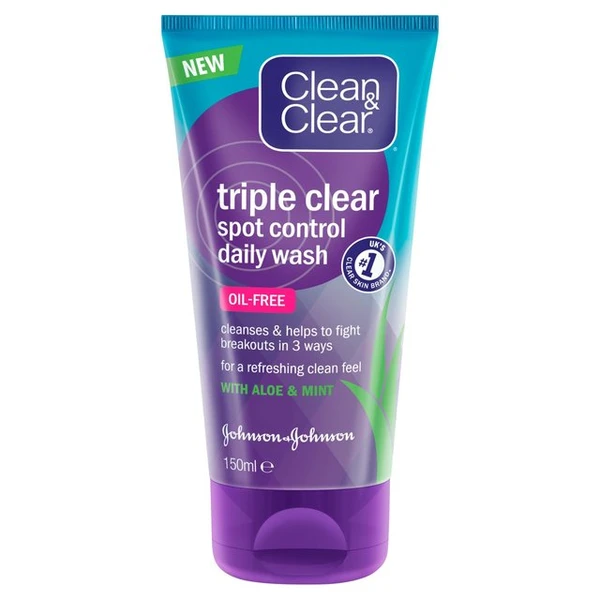 NEW
Clean &
Clear®
triple clear
spot control
daily wash
UK'S
#1
CLEAR SKIN BRAND
OIL-FREE
cleanses & helps to fight
breakouts in 3 ways
for a refreshing clean feel
WITH ALOE & MINT
Johnson & Johnson
150ml ℮